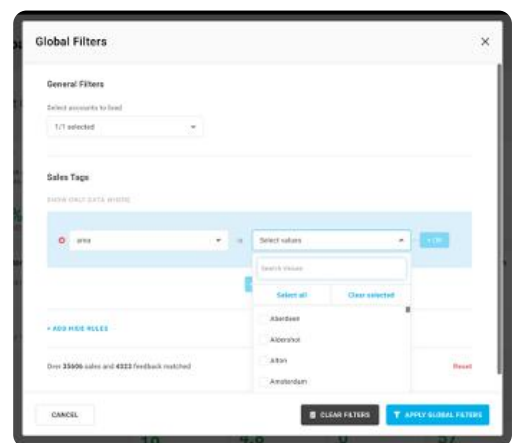 Global Filters
General Filters
Select accounts to load
1/1 selected
Sales Tags
SHOW ONLY DATA WHERE
area
is
Select values
+ OR
Search values
Select all
Clear selected
Aberdeen
Aldershot
Alton
Amsterdam
+ ADD HIDE RULES
Over 35606 sales and 4323 feedback matched
Reset
CANCEL
CLEAR FILTERS
APPLY GLOBAL FILTERS